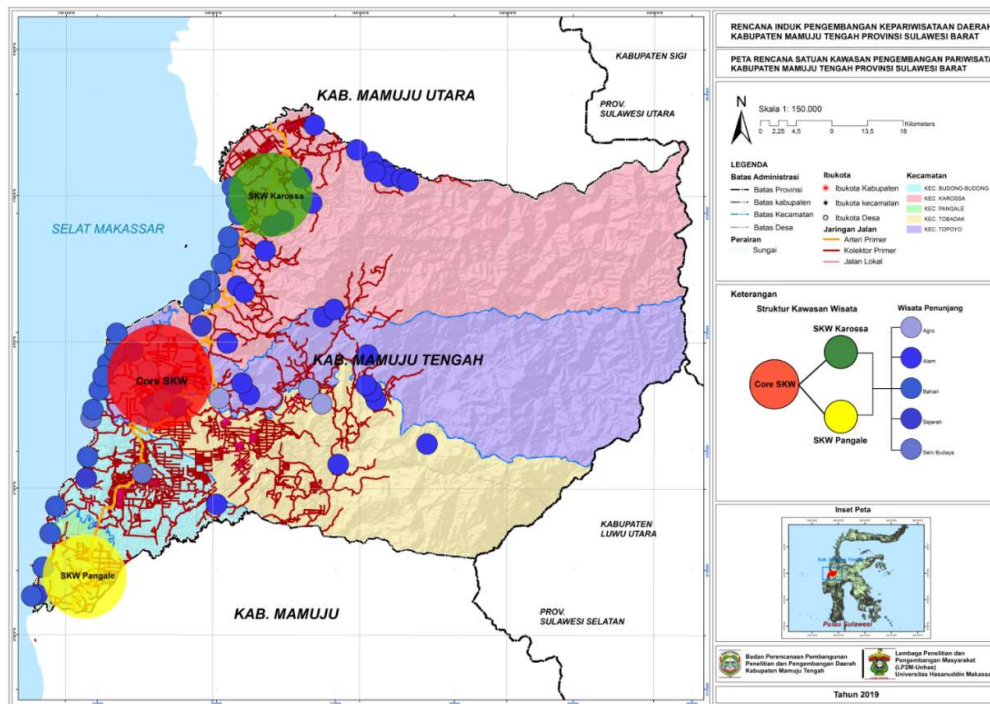 KABUPATEN SIGI
KAB. MAMUJU UTARA
PROV.
SULAWESI UTARA
SKW Karossa
SELAT MAKASSAR
KAB. MAMUJU TENGAH
Core SKW
KABUPATEN
LUWU UTARA
SKW Pangale
KAB. MAMUJU
PROV.
SULAWESI SELATAN
RENCANA INDUK PENGEMBANGAN KEPARIWISATAAN DAERAH
KABUPATEN MAMUJU TENGAH PROVINSI SULAWESI BARAT
PETA RENCANA SATUAN KAWASAN PENGEMBANGAN PARIWISATA
KABUPATEN MAMUJU TENGAH PROVINSI SULAWESI BARAT
N
Skala 1: 150.000
Kilometers
0 2,25 4,5 9 13,5 18
LEGENDA
Batas Administrasi
Batas Provinsi
Batas kabupaten
Batas Kecamatan
Batas Desa
Perairan
Sungai
Ibukota
Ibukota Kabupaten
Ibukota kecamatan
Ibukota Desa
Jaringan Jalan
Arteri Primer
Kolektor Primer
Jalan Lokal
Kecamatan
KEC. BUDONG-BUDONG
KEC. KAROSSA
KEC. PANGALE
KEC. TOBADAK
KEC. TOPOYO
Keterangan
Struktur Kawasan Wisata
SKW Karossa
Core SKW
SKW Pangale
Wisata Penunjang
Agro
Alam
Bahari
Sejarah
Seni Budaya
Inset Peta
Pulau Sulawesi
Badan Perencanaan Pembangunan
Penelitian dan Pengembangan Daerah
Kabupaten Mamuju Tengah
Lembaga Penelitian dan
Pengembangan Masyarakat
(LP2M-Unhas)
Universitas Hasanuddin Makassar
Tahun 2019